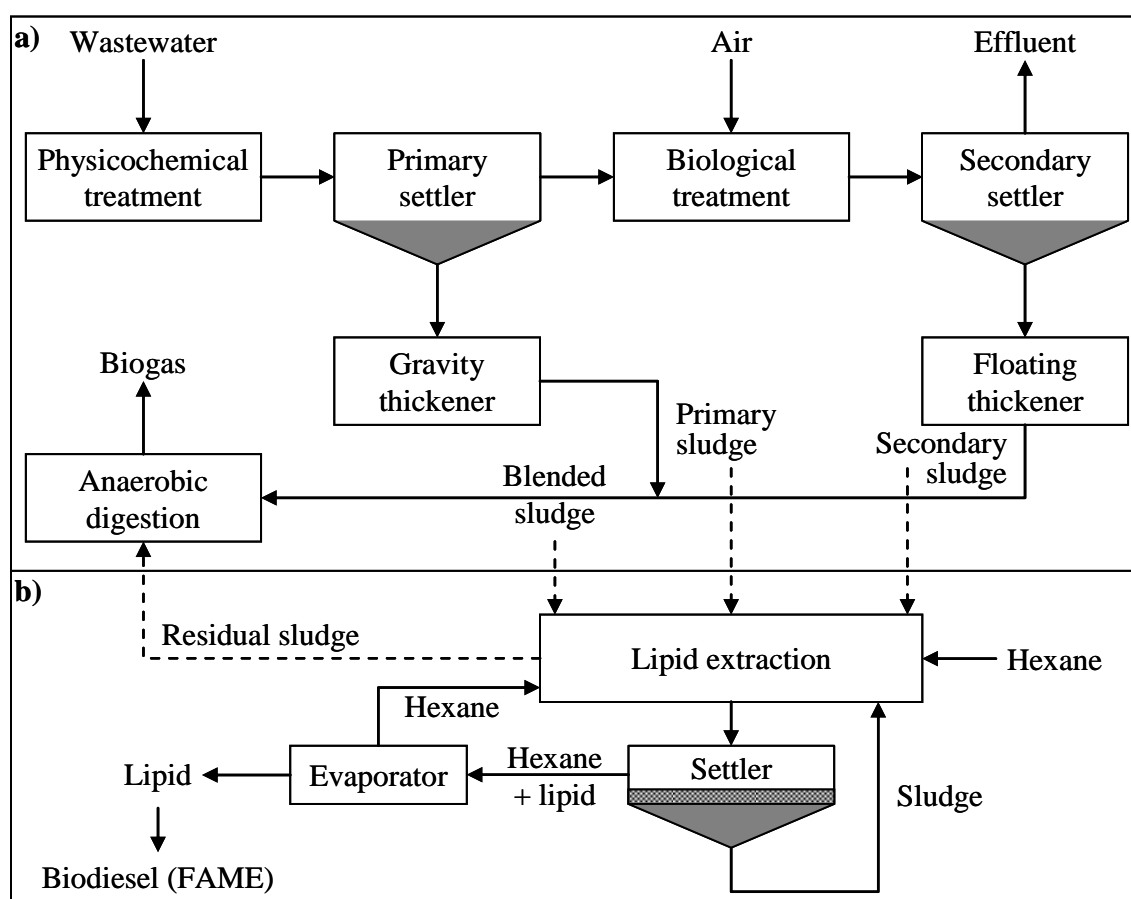 a)
Wastewater
Air
Effluent
Physicochemical
treatment
Primary
settler
Biological
treatment
Secondary
settler
Biogas
Gravity
thickener
Floating
thickener
Primary
sludge
Secondary
sludge
Anaerobic
digestion
Blended
sludge
b)
Residual sludge
Lipid extraction
Hexane
Hexane
Lipid
Evaporator
Hexane
+ lipid
Settler
Sludge
Biodiesel (FAME)